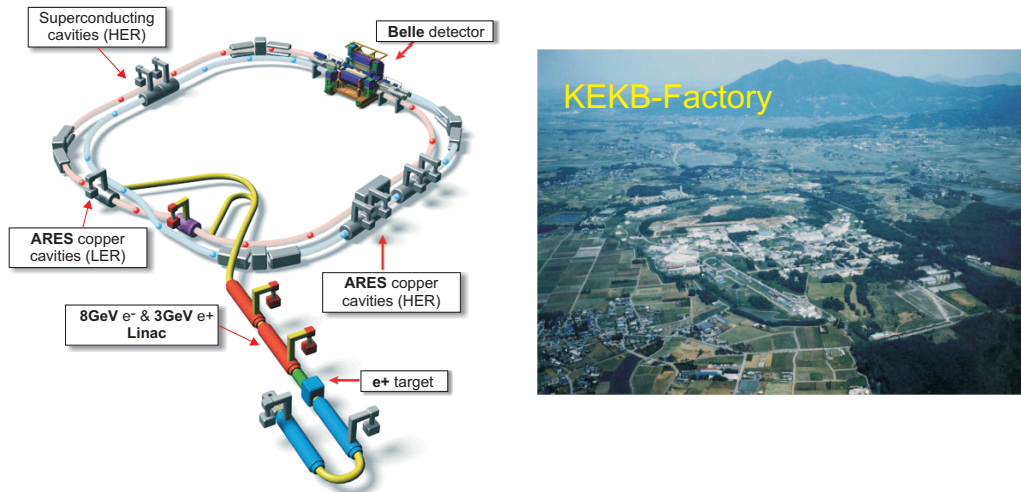 Superconducting
cavities (HER)
Belle detector
KEKB-Factory
ARES copper
cavities (LER)
ARES copper
cavities (HER)
8GeV e⁻ & 3GeV e+
Linac
e+ target